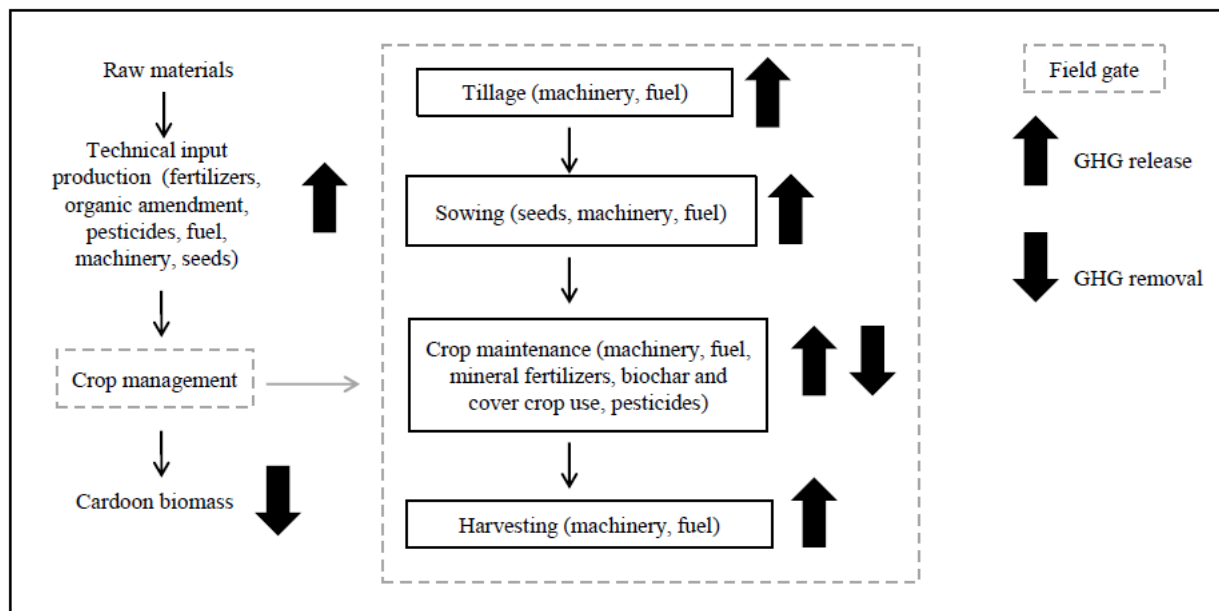 Raw materials
Technical input
production (fertilizers,
organic amendment,
pesticides, fuel,
machinery, seeds)
Crop management
Cardoon biomass
Tillage (machinery, fuel)
Sowing (seeds, machinery, fuel)
Crop maintenance (machinery, fuel,
mineral fertilizers, biochar and
cover crop use, pesticides)
Harvesting (machinery, fuel)
Field gate
GHG release
GHG removal